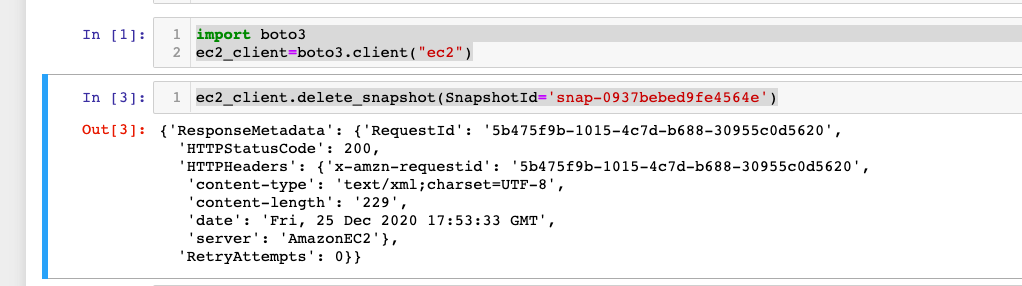 In [1]:
1 import boto3
2 ec2_client=boto3.client("ec2")
In [3]:
1 ec2_client.delete_snapshot(SnapshotId='snap-0937bebed9fe4564e')
Out[3]: {'ResponseMetadata': {'RequestId': '5b475f9b-1015-4c7d-b688-30955c0d5620',
'HTTPStatusCode': 200,
'HTTPHeaders': {'x-amzn-requestid': '5b475f9b-1015-4c7d-b688-30955c0d5620',
'content-type': 'text/xml;charset=UTF-8',
'content-length': '229',
'date': 'Fri, 25 Dec 2020 17:53:33 GMT',
'server': 'AmazonEC2'},
'RetryAttempts': 0}}